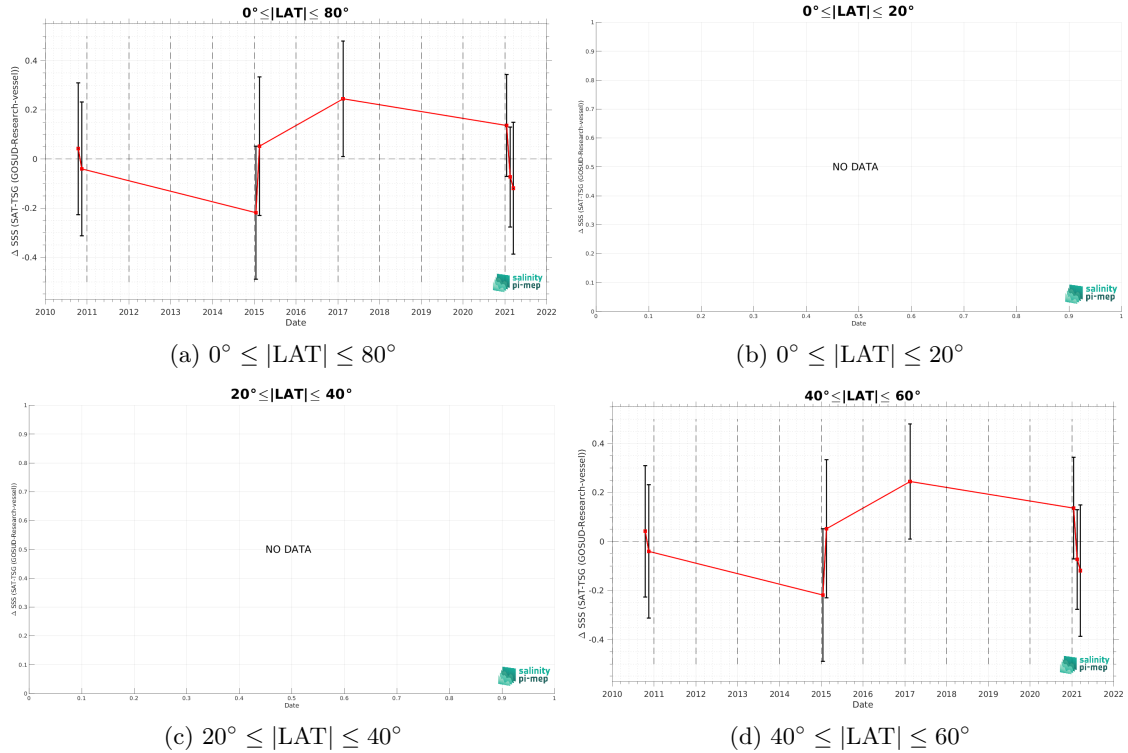 0°≤|LAT|≤ 80°
0.4
0.2
0
-0.2
-0.4
Δ SSS (SAT-TSG (GOSUD-Research-vessel))
salinity
pi-mep
2010 2011 2012 2013 2014 2015 2016 2017 2018 2019 2020 2021 2022
Date
(a) 0° ≤ |LAT| ≤ 80°
0°≤|LAT|≤ 20°
1
0.9
0.8
0.7
0.6
0.5
0.4
0.3
0.2
0.1
0
Δ SSS (SAT-TSG (GOSUD-Research-vessel))
NO DATA
salinity
pi-mep
0 0.1 0.2 0.3 0.4 0.5 0.6 0.7 0.8 0.9 1
Date
(b) 0° ≤ |LAT| ≤ 20°
20°≤|LAT|≤ 40°
1
0.9
0.8
0.7
0.6
0.5
0.4
0.3
0.2
0.1
0
Δ SSS (SAT-TSG (GOSUD-Research-vessel))
NO DATA
salinity
pi-mep
0 0.1 0.2 0.3 0.4 0.5 0.6 0.7 0.8 0.9 1
Date
(c) 20° ≤ |LAT| ≤ 40°
40°≤|LAT|≤ 60°
0.4
0.2
0
-0.2
-0.4
Δ SSS (SAT-TSG (GOSUD-Research-vessel))
salinity
pi-mep
2010 2011 2012 2013 2014 2015 2016 2017 2018 2019 2020 2021 2022
Date
(d) 40° ≤ |LAT| ≤ 60°